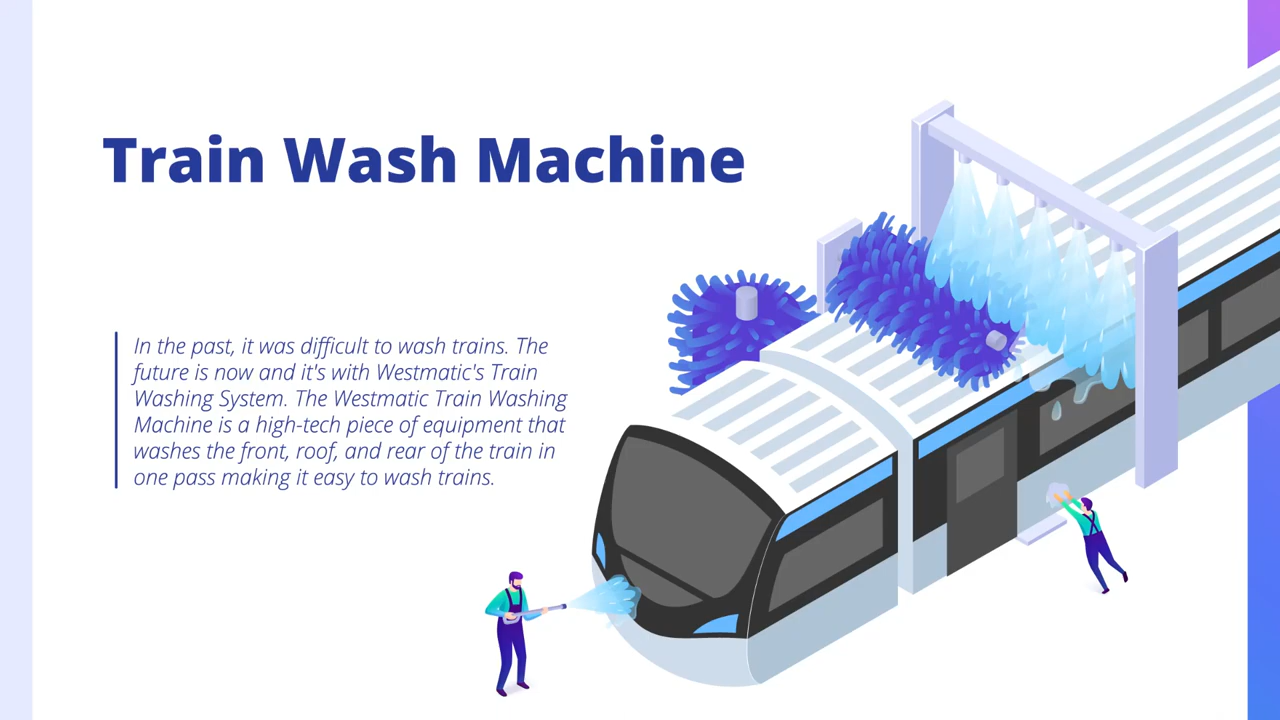 Train Wash Machine
In the past, it was difficult to wash trains. The
future is now and it's with Westmatic's Train
Washing System. The Westmatic Train Washing
Machine is a high-tech piece of equipment that
washes the front, roof, and rear of the train in
one pass making it easy to wash trains.